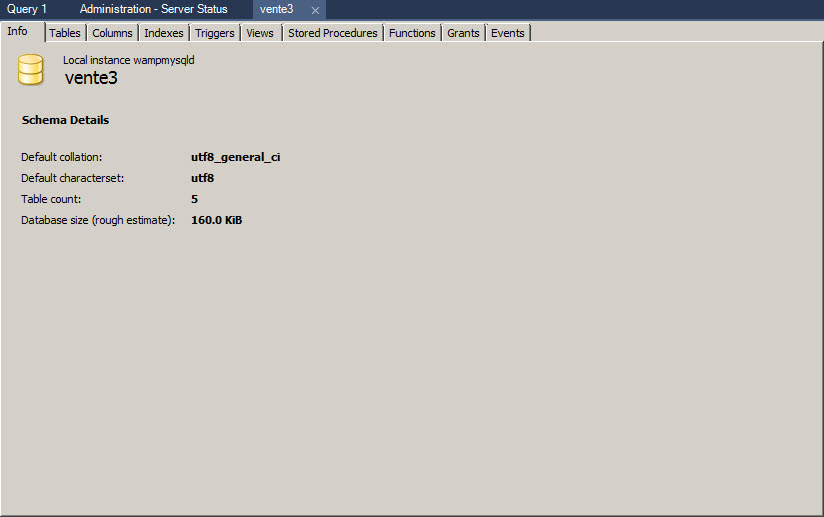 Query 1 Administration - Server Status vente3
Info Tables Columns Indexes Triggers Views Stored Procedures Functions Grants Events
Local instance wampmysqld
vente3
Schema Details
Default collation: utf8_general_ci
Default characterset: utf8
Table count: 5
Database size (rough estimate): 160.0 KiB